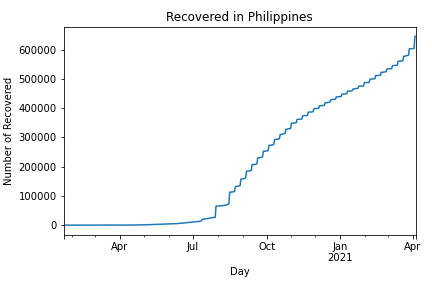 Recovered in Philippines
Number of Recovered
600000
500000
400000
300000
200000
100000
0
Apr Jul Oct Jan Apr
2021
Day